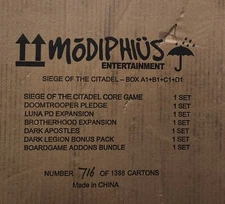 MŌDIPHIÜS
ENTERTAINMENT
SIEGE OF THE CITADEL – BOX A1+B1+C1+D1
SIEGE OF THE CITADEL CORE GAME 1 SET
DOOMTROOPER PLEDGE 1 SET
LUNA PD EXPANSION 1 SET
BROTHERHOOD EXPANSION 1 SET
DARK APOSTLES 1 SET
DARK LEGION BONUS PACK 1 SET
BOARDGAME ADDONS BUNDLE 1 SET
NUMBER 716 OF 1350 CARTONS
Made in CHINA